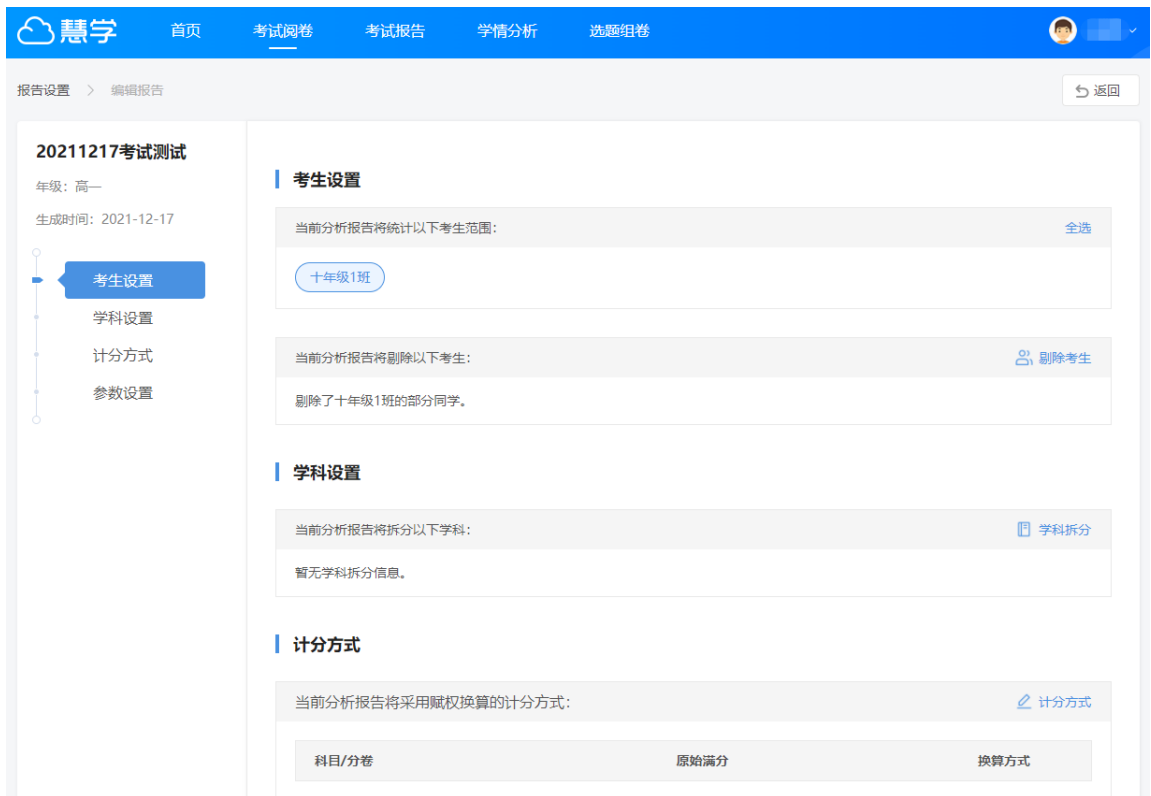 慧学 首页 考试阅卷 考试报告 学情分析 选题组卷
报告设置 > 编辑报告 返回
20211217考试测试
年级：高一
生成时间：2021-12-17
考生设置
学科设置
计分方式
参数设置
考生设置
当前分析报告将统计以下考生范围： 全选
十年级1班
当前分析报告将剔除以下考生： 剔除考生
剔除了十年级1班的部分同学。
学科设置
当前分析报告将拆分以下学科： 学科拆分
暂无学科拆分信息。
计分方式
当前分析报告将采用赋权换算的计分方式： 计分方式
科目/分卷 原始满分 换算方式